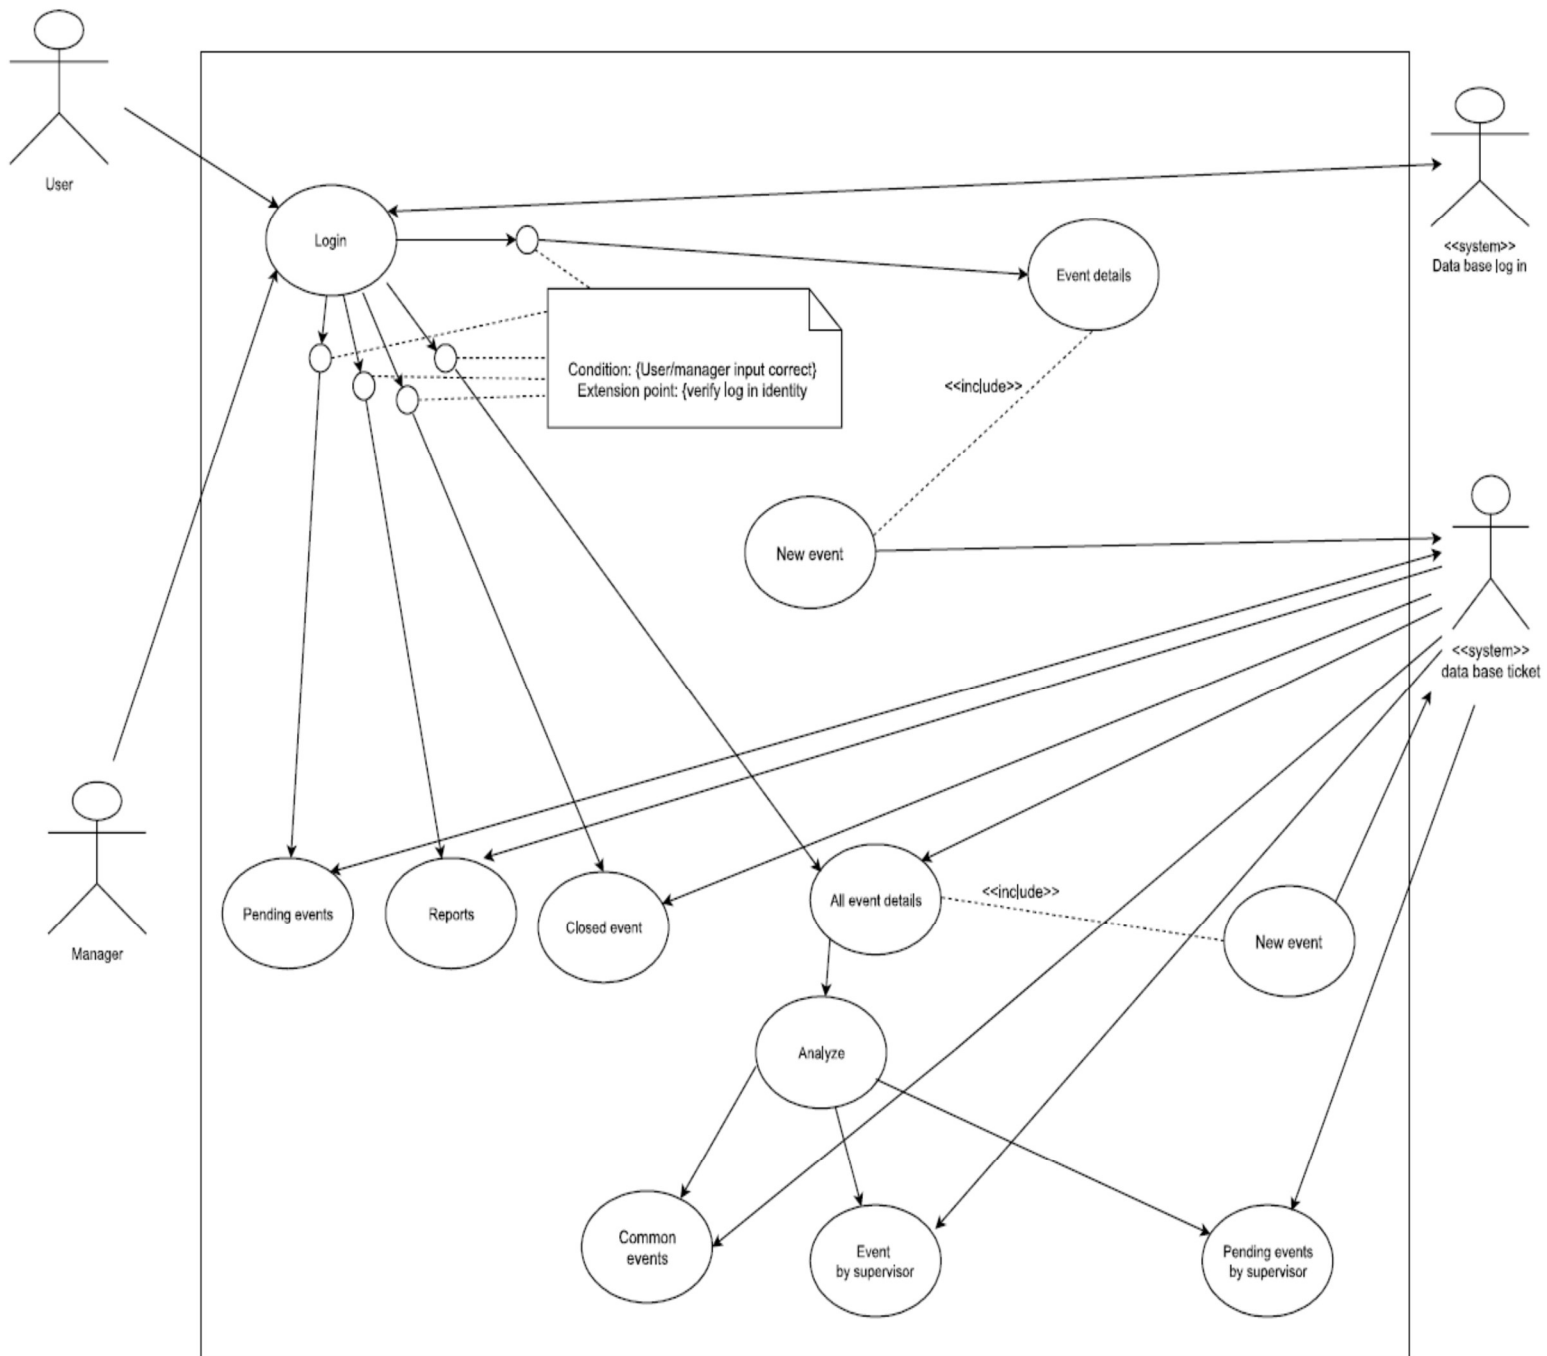 User
Login
<<system>>
Data base log in
Event details
Condition: {User/manager input correct}
Extension point: {verify log in identity
<<include>>
New event
<<system>>
data base ticket
Pending events
Reports
Closed event
All event details
<<include>>
New event
Manager
Analyze
Common
events
Event
by supervisor
Pending events
by supervisor